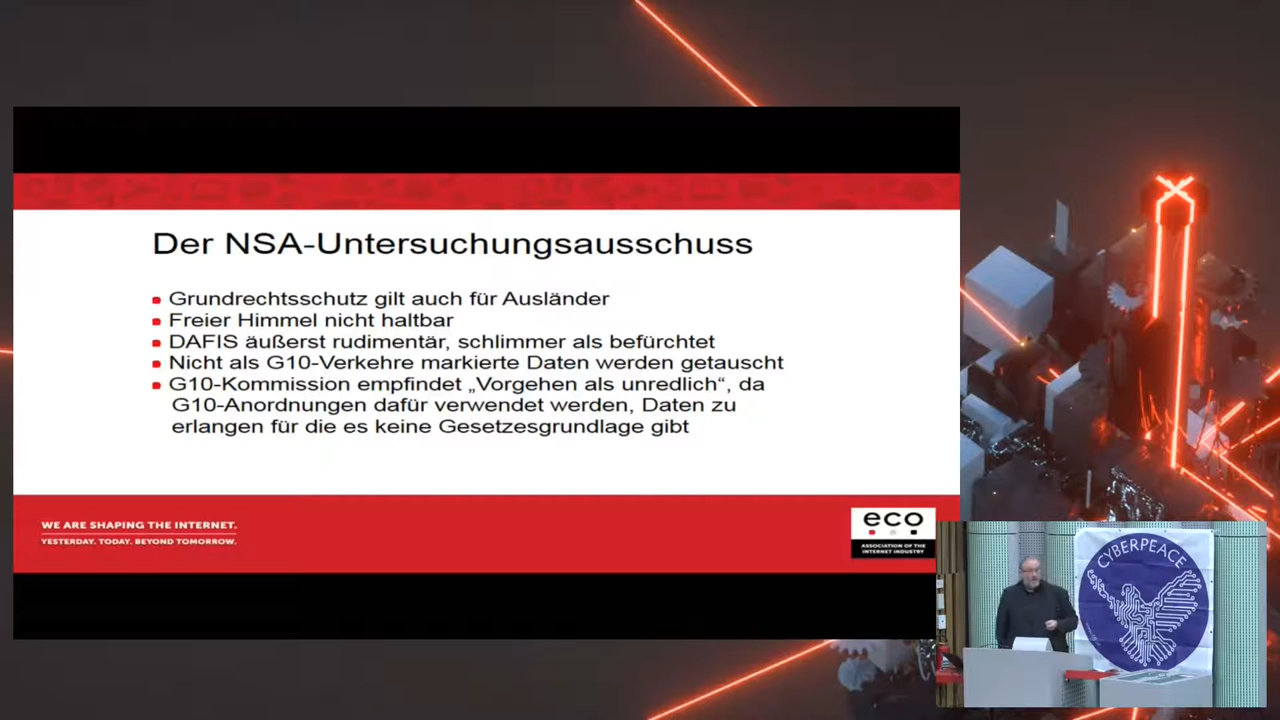 Der NSA-Untersuchungsausschuss
Grundrechtsschutz gilt auch für Ausländer
Freier Himmel nicht haltbar
DAFIS äußerst rudimentär, schlimmer als befürchtet
Nicht als G10-Verkehre markierte Daten werden getauscht
G10-Kommission empfindet „Vorgehen als unredlich“, da
G10-Anordnungen dafür verwendet werden, Daten zu
erlangen für die es keine Gesetzesgrundlage gibt
WE ARE SHAPING THE INTERNET.
YESTERDAY. TODAY. BEYOND TOMORROW.
eco
ASSOCIATION OF THE
INTERNET INDUSTRY
CYBERPEACE